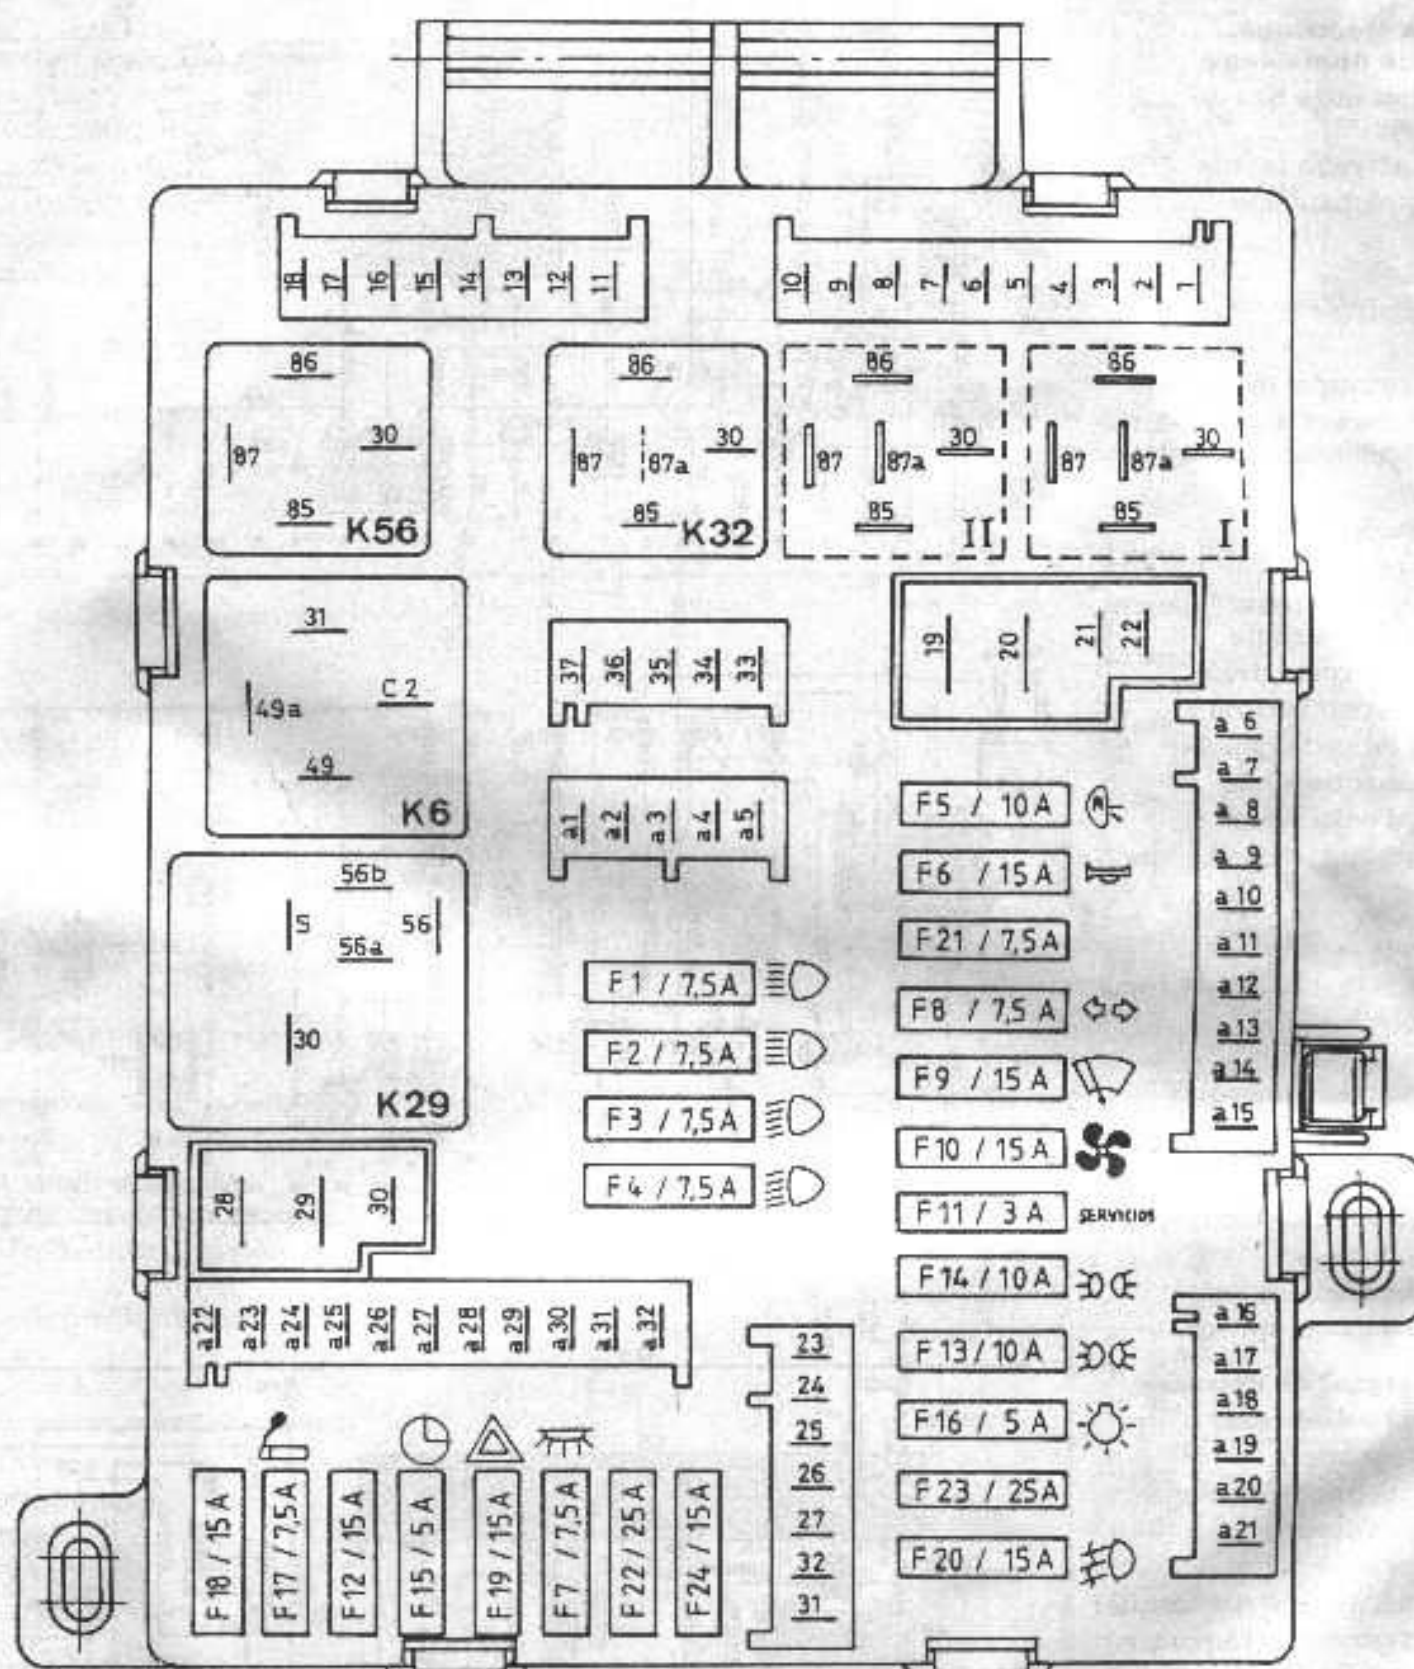 18 17 16 15 14 13 12 11
10 9 8 7 6 5 4 3 2 1
86
87
30
85
K56
86
87
87a
30
85
K32
86
87
87a
30
85
II
86
87
87a
30
85
I
31
49a
C2
49
K6
37 36 35 34 33
19 20 21 22
a1 a2 a3 a4 a5
56b
S
56
56a
30
K29
a6
a7
a8
a9
a10
a11
a12
a13
a14
a15
F5 / 10A
F6 / 15A
F21 / 7,5A
F8 / 7,5A
F9 / 15A
F10 / 15A
F11 / 3A SERVICIOS
F14 / 10A
F13 / 10A
F16 / 5A
F23 / 25A
F20 / 15A
F1 / 7,5A
F2 / 7,5A
F3 / 7,5A
F4 / 7,5A
28 29 30
a22 a23 a24 a25 a26 a27 a28 a29 a30 a31 a32
23
24
25
26
27
32
31
a16
a17
a18
a19
a20
a21
F18 / 15A
F17 / 7,5A
F12 / 15A
F15 / 5A
F19 / 15A
F7 / 7,5A
F22 / 25A
F24 / 15A